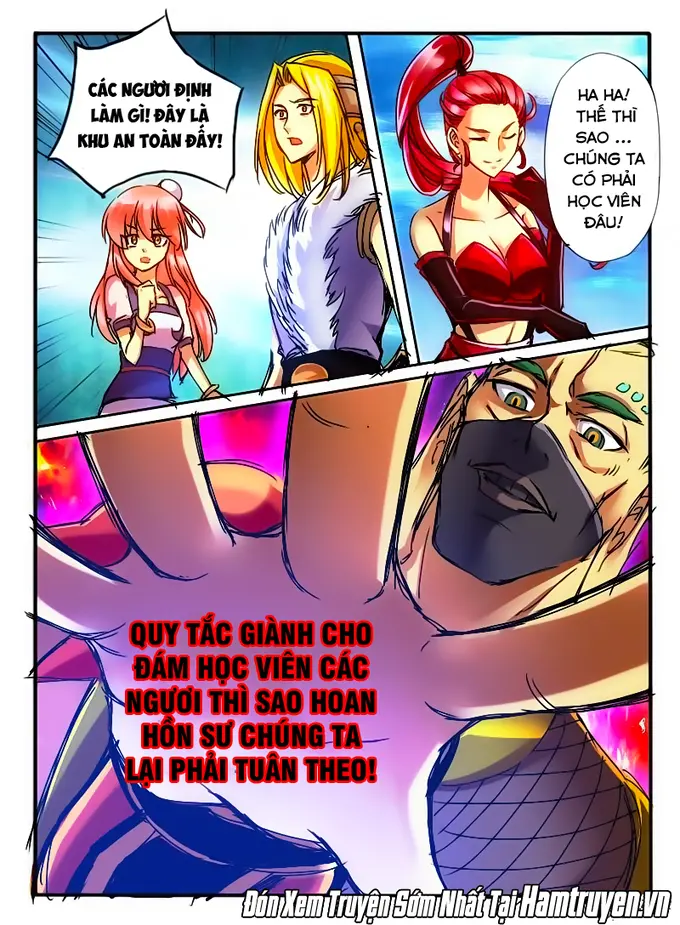 CÁC NGƯƠI ĐỊNH
LÀM GÌ! ĐÂY LÀ
KHU AN TOÀN ĐẤY!
HA HA!
THẾ THÌ
SAO ...
CHÚNG TA
CÓ PHẢI
HỌC VIÊN
ĐÂU!
QUY TẮC GIÀNH CHO
ĐÁM HỌC VIÊN CÁC
NGƯƠI THÌ SAO HOAN
HỒN SƯ CHÚNG TA
LẠI PHẢI TUÂN THEO!
Đón Xem Truyện Sớm Nhất Tại Hamtruyen.vn